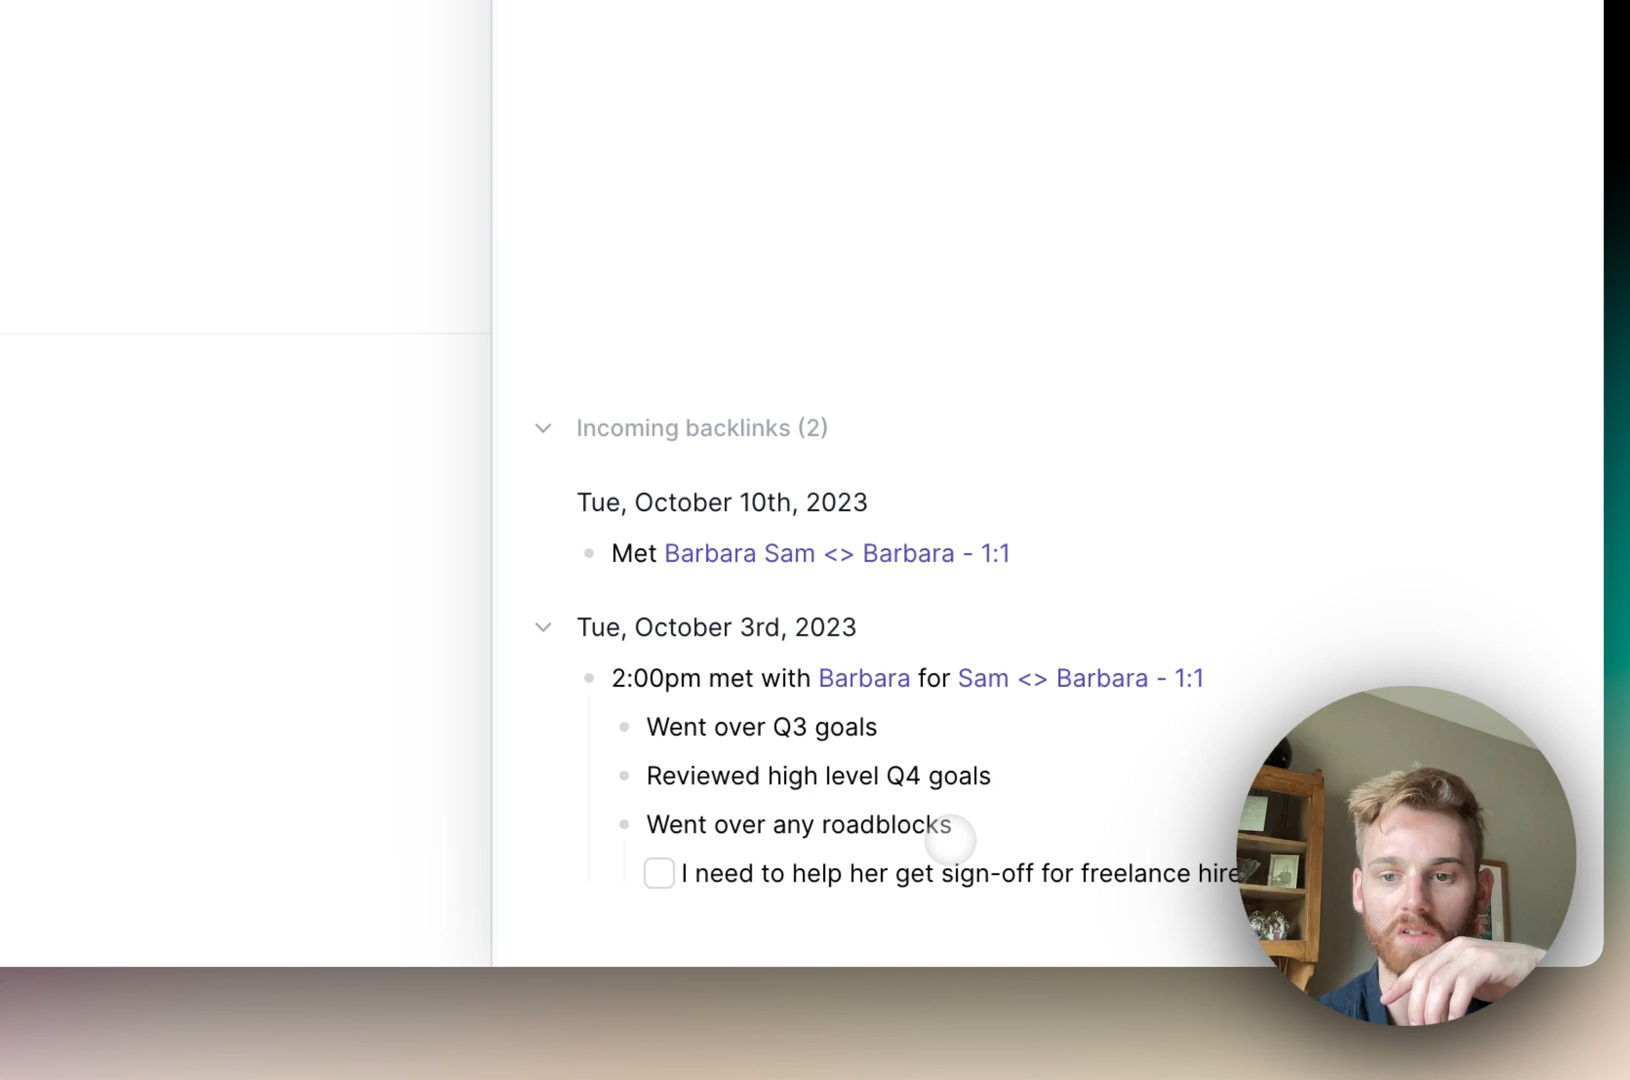 Incoming backlinks (2)
Tue, October 10th, 2023
Met Barbara Sam <> Barbara - 1:1
Tue, October 3rd, 2023
2:00pm met with Barbara for Sam <> Barbara - 1:1
Went over Q3 goals
Reviewed high level Q4 goals
Went over any roadblocks
I need to help her get sign-off for freelance hire